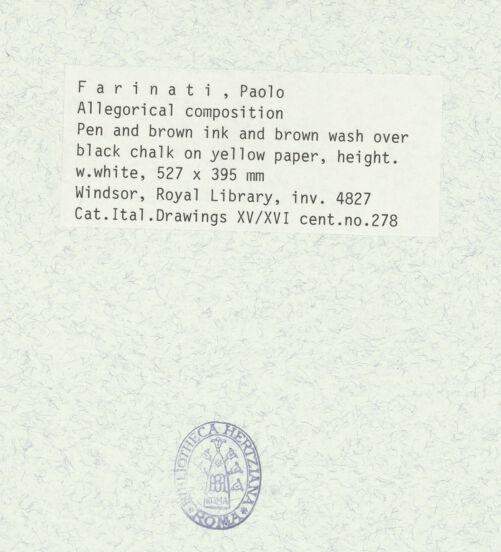 F a r i n a t i , Paolo
Allegorical composition
Pen and brown ink and brown wash over
black chalk on yellow paper, height.
w.white, 527 x 395 mm
Windsor, Royal Library, inv. 4827
Cat.Ital.Drawings XV/XVI cent.no.278
BIBLIOTHECA HERTZIANA
ROMA
ROMA